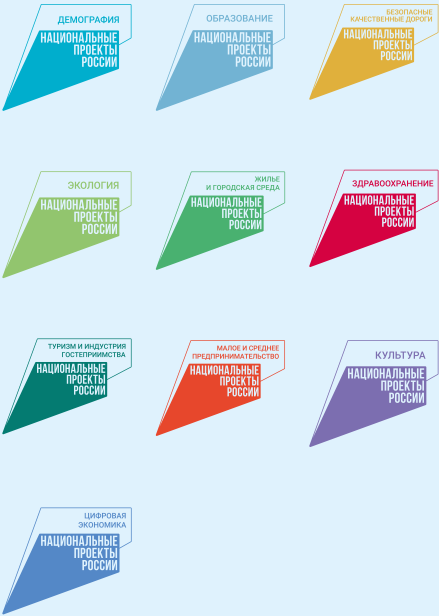 ДЕМОГРАФИЯ
НАЦИОНАЛЬНЫЕ
ПРОЕКТЫ
РОССИИ
ОБРАЗОВАНИЕ
НАЦИОНАЛЬНЫЕ
ПРОЕКТЫ
РОССИИ
БЕЗОПАСНЫЕ
КАЧЕСТВЕННЫЕ ДОРОГИ
НАЦИОНАЛЬНЫЕ
ПРОЕКТЫ
РОССИИ
ЭКОЛОГИЯ
НАЦИОНАЛЬНЫЕ
ПРОЕКТЫ
РОССИИ
ЖИЛЬЕ
И ГОРОДСКАЯ СРЕДА
НАЦИОНАЛЬНЫЕ
ПРОЕКТЫ
РОССИИ
ЗДРАВООХРАНЕНИЕ
НАЦИОНАЛЬНЫЕ
ПРОЕКТЫ
РОССИИ
ТУРИЗМ И ИНДУСТРИЯ
ГОСТЕПРИИМСТВА
НАЦИОНАЛЬНЫЕ
ПРОЕКТЫ
РОССИИ
МАЛОЕ И СРЕДНЕЕ
ПРЕДПРИНИМАТЕЛЬСТВО
НАЦИОНАЛЬНЫЕ
ПРОЕКТЫ
РОССИИ
КУЛЬТУРА
НАЦИОНАЛЬНЫЕ
ПРОЕКТЫ
РОССИИ
ЦИФРОВАЯ
ЭКОНОМИКА
НАЦИОНАЛЬНЫЕ
ПРОЕКТЫ
РОССИИ